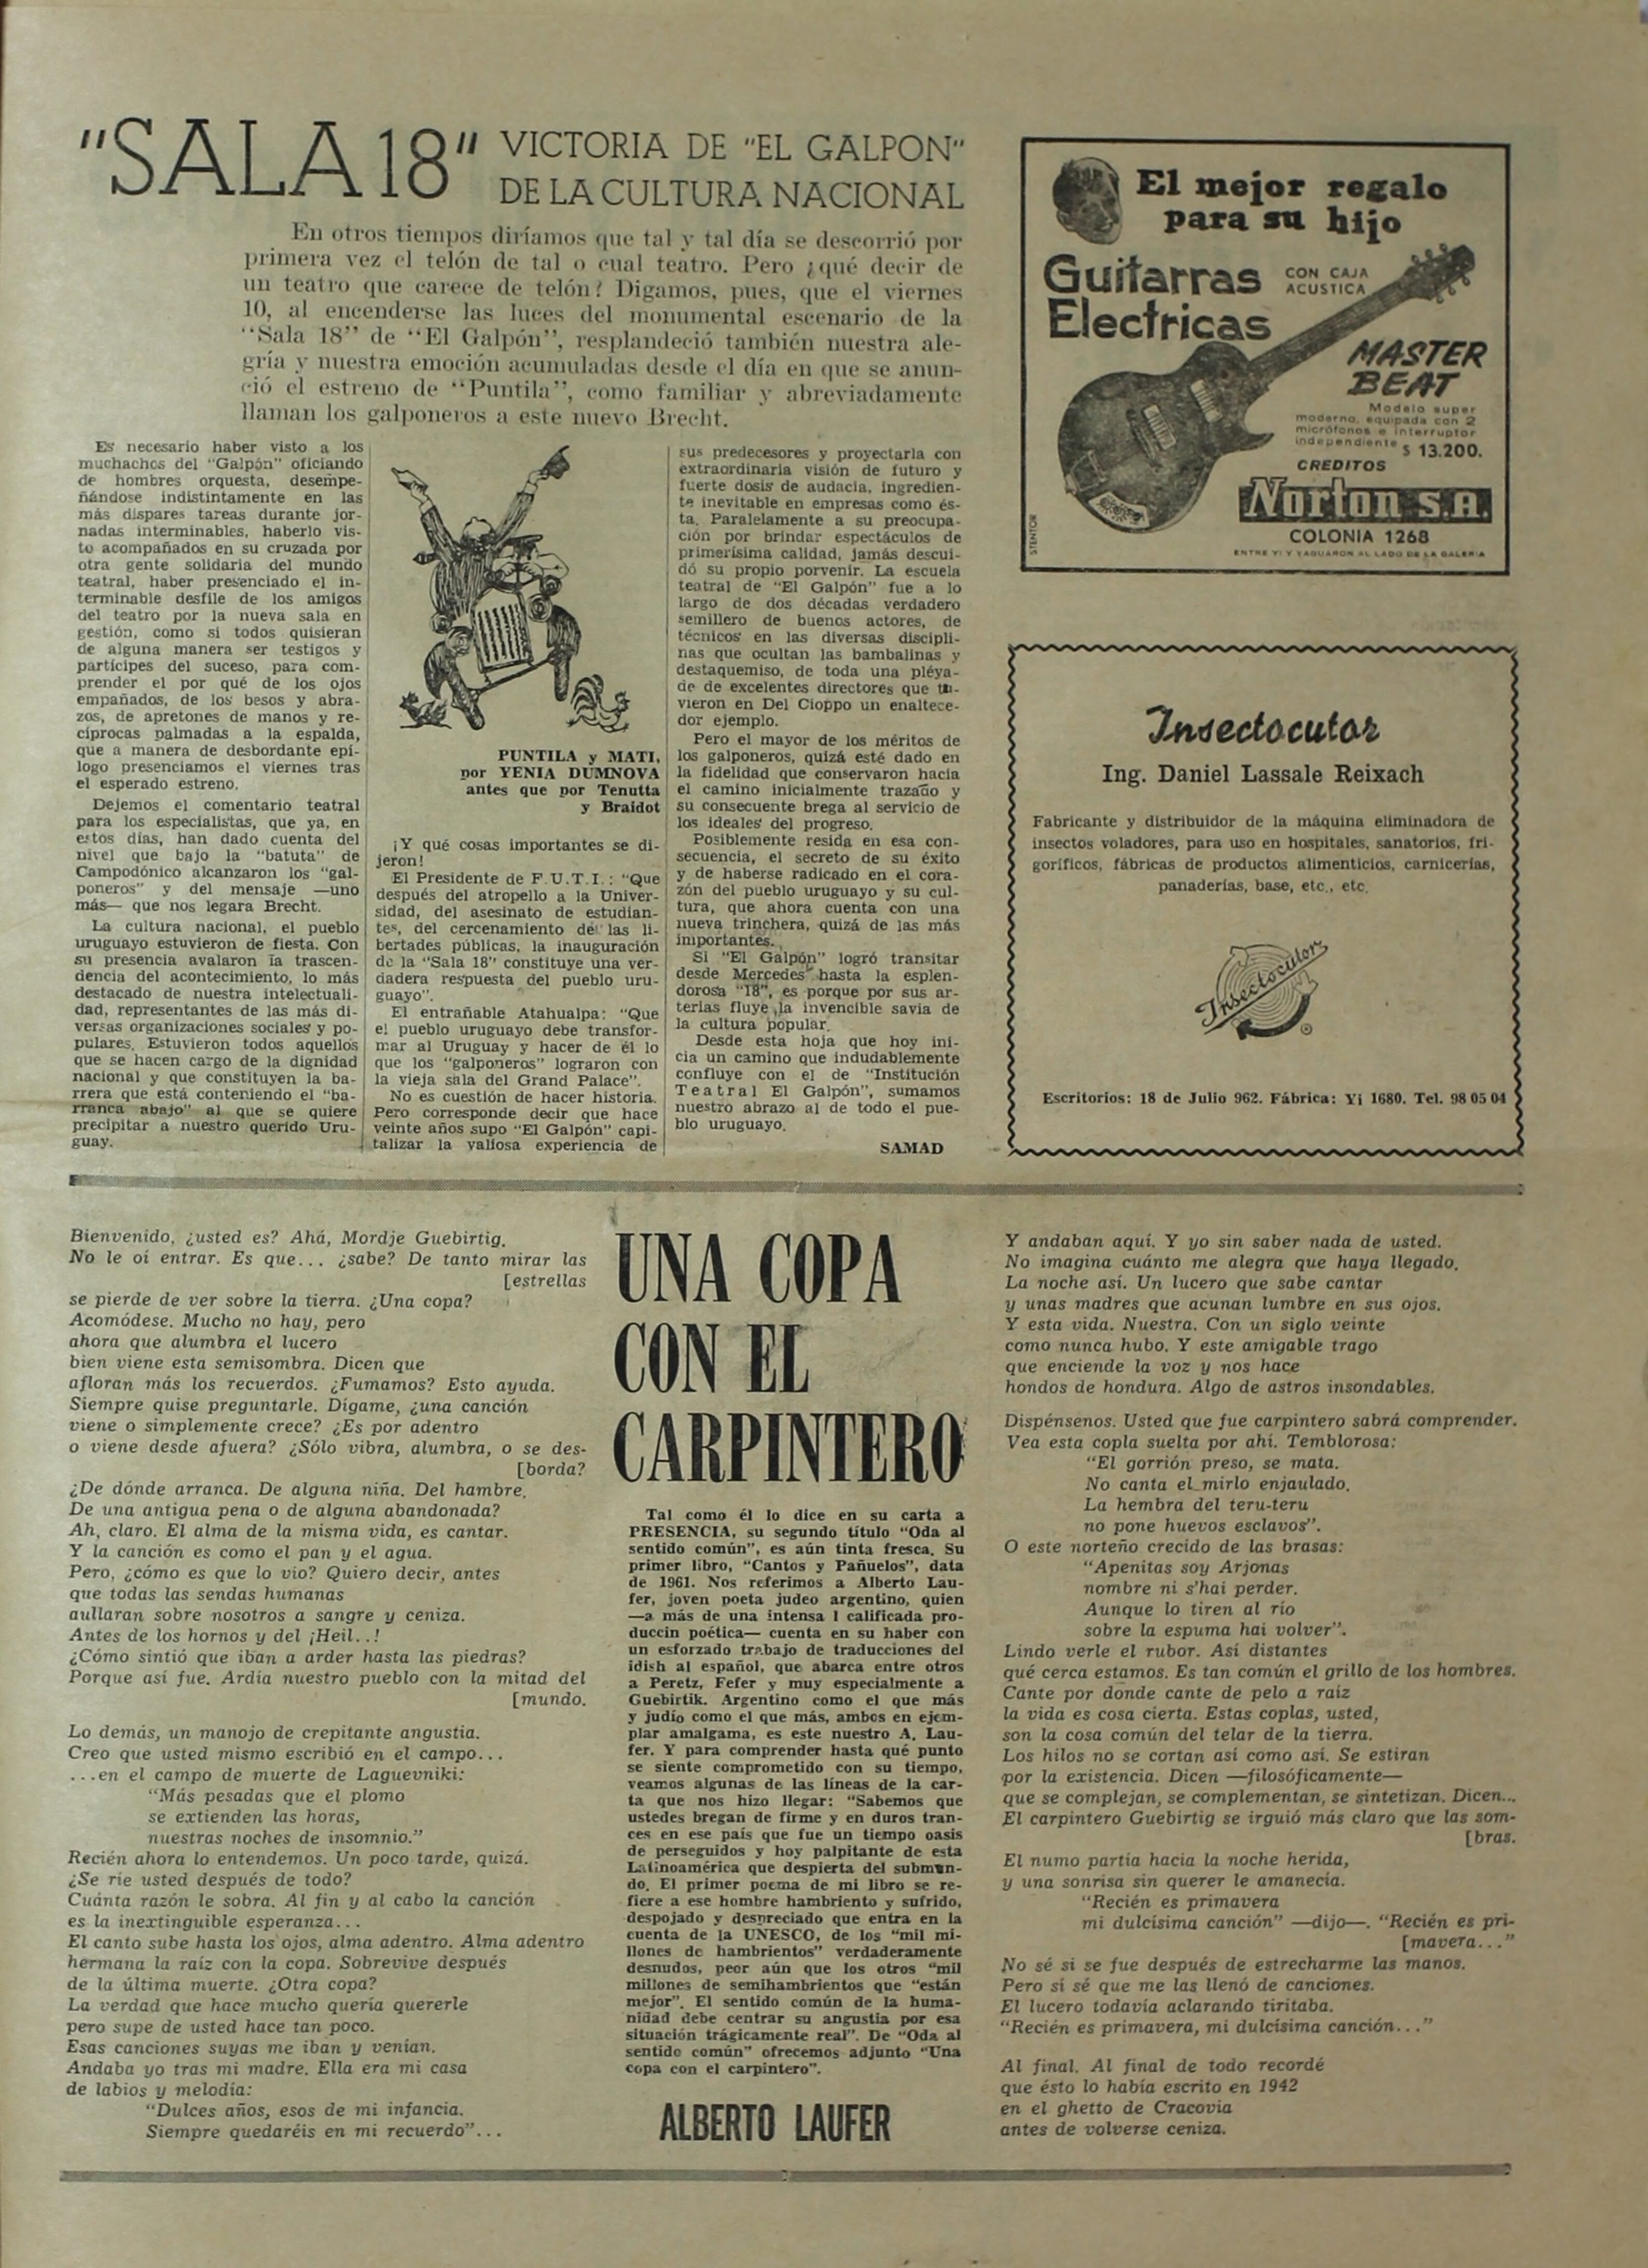 "SALA 18" VICTORIA DE "EL GALPON"
DE LA CULTURA NACIONAL
En otros tiempos diríamos que tal y tal día se descorrió por
primera vez el telón de tal o cual teatro. Pero ¿qué decir de
un teatro que carece de telón? Digamos, pues, que el viernes
10, al encenderse las luces del monumental escenario de la
"Sala 18" de "El Galpón", resplandeció también nuestra ale-
gría y nuestra emoción acumuladas desde el día en que se anun-
ció el estreno de "Puntila", como familiar y abreviadamente
llaman los galponeros a este nuevo Brecht.
Es necesario haber visto a los
muchachos del "Galpón" oficiando
de hombres orquesta, desempe-
ñándose indistintamente en las
más dispares tareas durante jor-
nadas interminables, haberlo vis-
to acompañados en su cruzada por
otra gente solidaria del mundo
teatral, haber presenciado el in-
terminable desfile de los amigos
del teatro por la nueva sala en
gestión, como si todos quisieran
de alguna manera ser testigos y
partícipes del suceso, para com-
prender el por qué de los ojos
empañados, de los besos y abra-
zos, de apretones de manos y re-
cíprocas palmadas a la espalda,
que a manera de desbordante epí-
logo presenciamos el viernes tras
el esperado estreno.
Dejemos el comentario teatral
para los especialistas, que ya, en
estos días, han dado cuenta del
nivel que bajo la "batuta" de
Campodónico alcanzaron los "gal-
poneros" y del mensaje —uno
más— que nos legara Brecht.
La cultura nacional, el pueblo
uruguayo estuvieron de fiesta. Con
su presencia avalaron la trascen-
dencia del acontecimiento, lo más
destacado de nuestra intelectuali-
dad, representantes de las más di-
versas organizaciones sociales y po-
pulares. Estuvieron todos aquellos
que se hacen cargo de la dignidad
nacional y que constituyen la ba-
rrera que está conteniendo el "ba-
rranca abajo" al que se quiere
precipitar a nuestro querido Uru-
guay.
PUNTILA y MATI,
por YENIA DUMNOVA
antes que por Tenutta
y Braidot
¡Y qué cosas importantes se di-
jeron!
El Presidente de F.U.T.I.: "Que
después del atropello a la Univer-
sidad, del asesinato de estudian-
tes, del cercenamiento de las li-
bertades públicas, la inauguración
de la "Sala 18" constituye una ver-
dadera respuesta del pueblo uru-
guayo".
El entrañable Atahualpa: "Que
el pueblo uruguayo debe transfor-
mar al Uruguay y hacer de él lo
que los "galponeros" lograron con
la vieja sala del Grand Palace".
No es cuestión de hacer historia.
Pero corresponde decir que hace
veinte años supo "El Galpón" capi-
talizar la valiosa experiencia de
sus predecesores y proyectarla con
extraordinaria visión de futuro y
fuerte dosis de audacia, ingredien-
te inevitable en empresas como és-
ta. Paralelamente a su preocupa-
ción por brindar espectáculos de
primerísima calidad, jamás descui-
dó su propio porvenir. La escuela
teatral de "El Galpón" fue a lo
largo de dos décadas verdadero
semillero de buenos actores, de
técnicos en las diversas discipli-
nas que ocultan las bambalinas y
destaquemiso, de toda una pléya-
de de excelentes directores que tu-
vieron en Del Cioppo un enaltece-
dor ejemplo.
Pero el mayor de los méritos de
los galponeros, quizá esté dado en
la fidelidad que conservaron hacia
el camino inicialmente trazado y
su consecuente brega al servicio de
los ideales del progreso.
Posiblemente resida en esa con-
secuencia, el secreto de su éxito
y de haberse radicado en el cora-
zón del pueblo uruguayo y su cul-
tura, que ahora cuenta con una
nueva trinchera, quizá de las más
importantes.
Si "El Galpón" logró transitar
desde Mercedes hasta la esplen-
dorosa "18", es porque por sus ar-
terias fluye la invencible savia de
la cultura popular.
Desde esta hoja que hoy ini-
cia un camino que indudablemente
confluye con el de "Institución
Teatral El Galpón", sumamos
nuestro abrazo al de todo el pue-
blo uruguayo.
SAMAD
El mejor regalo
para su hijo
Guitarras
Electricas
CON CAJA
ACUSTICA
MASTER
BEAT
Modelo super
moderno, equipada con 2
micrófonos e interruptor
independiente $ 13.200.
CREDITOS
Norton S.A.
COLONIA 1268
ENTRE YI Y YAGUARON AL LADO DE LA GALERIA
STENTOR
Insectocutor
Ing. Daniel Lassale Reixach
Fabricante y distribuidor de la máquina eliminadora de
insectos voladores, para uso en hospitales, sanatorios, fri-
goríficos, fábricas de productos alimenticios, carnicerías,
panaderías, base, etc., etc.
Insectocutor ®
Escritorios: 18 de Julio 962. Fábrica: Yi 1680. Tel. 98 05 04
Bienvenido, ¿usted es? Ahá, Mordje Guebirtig.
No le oí entrar. Es que... ¿sabe? De tanto mirar las
[estrellas
se pierde de ver sobre la tierra. ¿Una copa?
Acomódese. Mucho no hay, pero
ahora que alumbra el lucero
bien viene esta semisombra. Dicen que
afloran más los recuerdos. ¿Fumamos? Esto ayuda.
Siempre quise preguntarle. Dígame, ¿una canción
viene o simplemente crece? ¿Es por adentro
o viene desde afuera? ¿Sólo vibra, alumbra, o se des-
[borda?
¿De dónde arranca. De alguna niña. Del hambre.
De una antigua pena o de alguna abandonada?
Ah, claro. El alma de la misma vida, es cantar.
Y la canción es como el pan y el agua.
Pero, ¿cómo es que lo vio? Quiero decir, antes
que todas las sendas humanas
aullaran sobre nosotros a sangre y ceniza.
Antes de los hornos y del ¡Heil..!
¿Cómo sintió que iban a arder hasta las piedras?
Porque así fue. Ardía nuestro pueblo con la mitad del
[mundo.
Lo demás, un manojo de crepitante angustia.
Creo que usted mismo escribió en el campo...
...en el campo de muerte de Laguevniki:
"Más pesadas que el plomo
se extienden las horas,
nuestras noches de insomnio."
Recién ahora lo entendemos. Un poco tarde, quizá.
¿Se ríe usted después de todo?
Cuánta razón le sobra. Al fin y al cabo la canción
es la inextinguible esperanza...
El canto sube hasta los ojos, alma adentro. Alma adentro
hermana la raíz con la copa. Sobrevive después
de la última muerte. ¿Otra copa?
La verdad que hace mucho quería quererle
pero supe de usted hace tan poco.
Esas canciones suyas me iban y venían.
Andaba yo tras mi madre. Ella era mi casa
de labios y melodía:
"Dulces años, esos de mi infancia.
Siempre quedaréis en mi recuerdo"...
UNA COPA
CON EL
CARPINTERO
Tal como él lo dice en su carta a
PRESENCIA, su segundo título "Oda al
sentido común", es aún tinta fresca. Su
primer libro, "Cantos y Pañuelos", data
de 1961. Nos referimos a Alberto Lau-
fer, joven poeta judeo argentino, quien
—a más de una intensa l calificada pro-
duccin poética— cuenta en su haber con
un esforzado trabajo de traducciones del
idish al español, que abarca entre otros
a Peretz, Fefer y muy especialmente a
Guebirtik. Argentino como el que más
y judío como el que más, ambos en ejem-
plar amalgama, es este nuestro A. Lau-
fer. Y para comprender hasta qué punto
se siente comprometido con su tiempo,
veamos algunas de las líneas de la car-
ta que nos hizo llegar: "Sabemos que
ustedes bregan de firme y en duros tran-
ces en ese país que fue un tiempo oasis
de perseguidos y hoy palpitante de esta
Latinoamérica que despierta del submun-
do. El primer poema de mi libro se re-
fiere a ese hombre hambriento y sufrido,
despojado y despreciado que entra en la
cuenta de la UNESCO, de los "mil mi-
llones de hambrientos" verdaderamente
desnudos, peor aún que los otros "mil
millones de semihambrientos que "están
mejor". El sentido común de la huma-
nidad debe centrar su angustia por esa
situación trágicamente real". De "Oda al
sentido común" ofrecemos adjunto "Una
copa con el carpintero".
ALBERTO LAUFER
Y andaban aquí. Y yo sin saber nada de usted.
No imagina cuánto me alegra que haya llegado.
La noche así. Un lucero que sabe cantar
y unas madres que acunan lumbre en sus ojos.
Y esta vida. Nuestra. Con un siglo veinte
como nunca hubo. Y este amigable trago
que enciende la voz y nos hace
hondos de hondura. Algo de astros insondables.
Dispénsenos. Usted que fue carpintero sabrá comprender.
Vea esta copla suelta por ahí. Temblorosa:
"El gorrión preso, se mata.
No canta el mirlo enjaulado.
La hembra del teru-teru
no pone huevos esclavos".
O este norteño crecido de las brasas:
"Apenitas soy Arjonas
nombre ni s'hai perder.
Aunque lo tiren al río
sobre la espuma hai volver".
Lindo verle el rubor. Así distantes
qué cerca estamos. Es tan común el grillo de los hombres.
Cante por donde cante de pelo a raíz
la vida es cosa cierta. Estas coplas, usted,
son la cosa común del telar de la tierra.
Los hilos no se cortan así como así. Se estiran
por la existencia. Dicen —filosóficamente—
que se complejan, se complementan, se sintetizan. Dicen...
El carpintero Guebirtig se irguió más claro que las som-
[bras.
El numo partía hacia la noche herida,
y una sonrisa sin querer le amanecía.
"Recién es primavera
mi dulcísima canción" —dijo—. "Recién es pri-
[mavera..."
No sé si se fue después de estrecharme las manos.
Pero sí sé que me las llenó de canciones.
El lucero todavía aclarando tiritaba.
"Recién es primavera, mi dulcísima canción..."
Al final. Al final de todo recordé
que ésto lo había escrito en 1942
en el ghetto de Cracovia
antes de volverse ceniza.